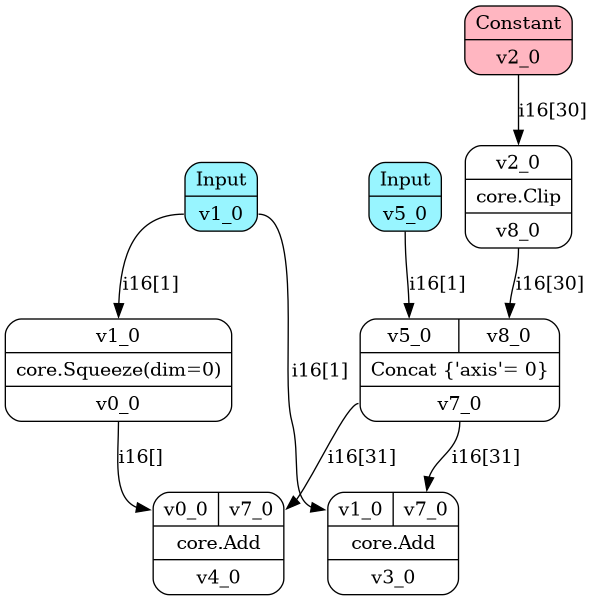 Constant
v2_0
i16[30]
v2_0
core.Clip
v8_0
Input
v1_0
Input
v5_0
i16[1]
i16[1]
i16[30]
v1_0
core.Squeeze(dim=0)
v0_0
i16[1]
v5_0 v8_0
Concat {'axis'= 0}
v7_0
i16[]
i16[31]
i16[31]
v0_0 v7_0
core.Add
v4_0
v1_0 v7_0
core.Add
v3_0